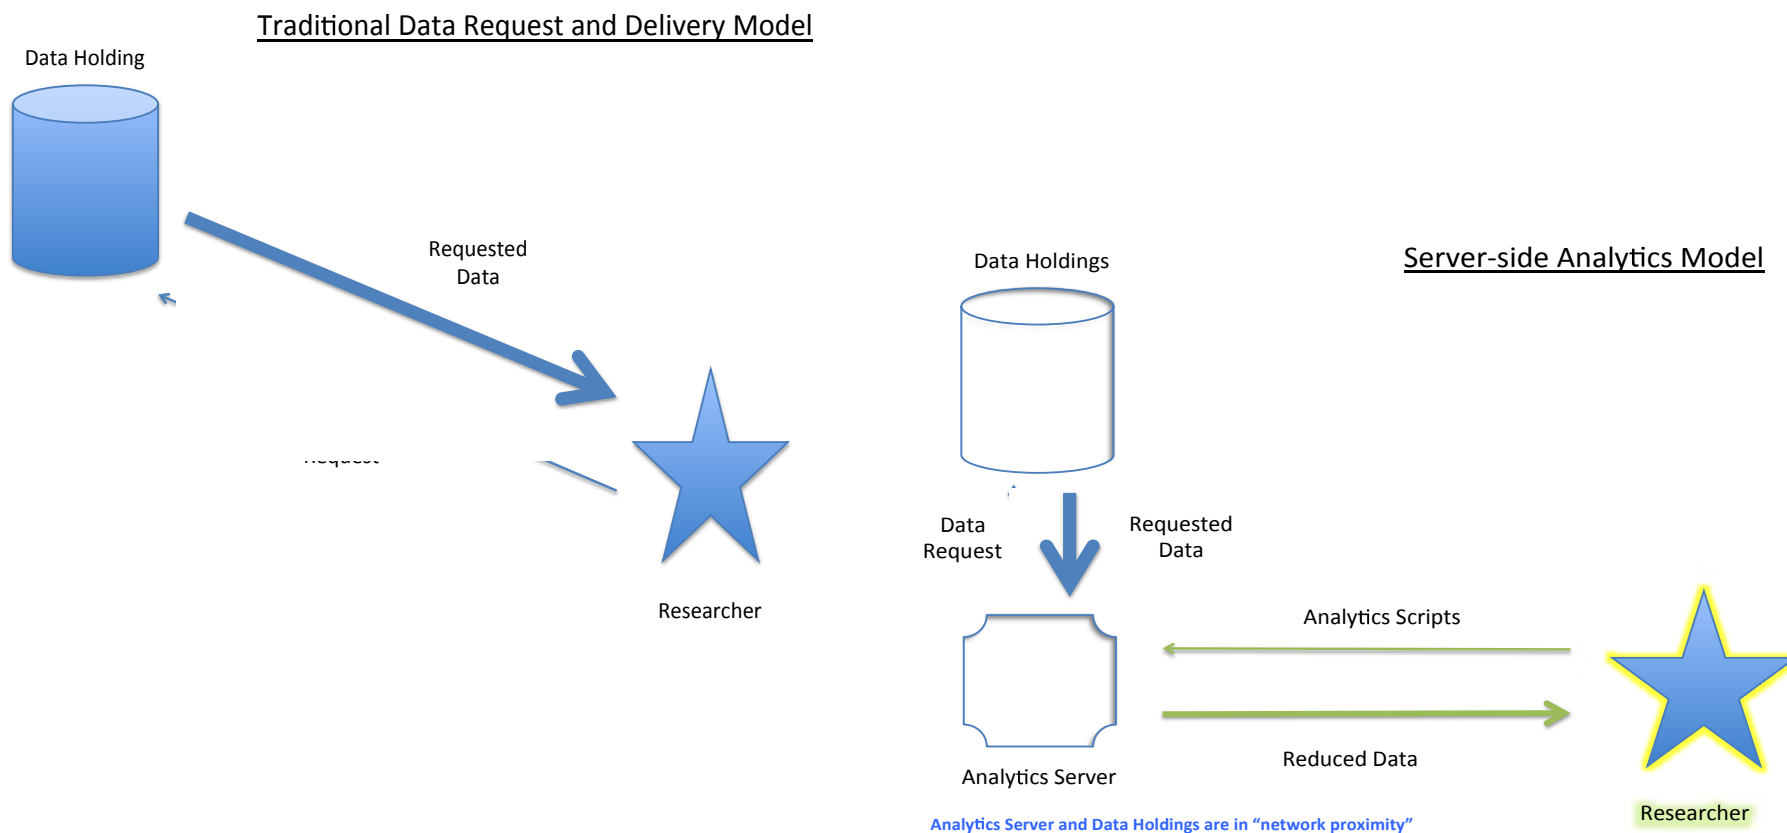 Traditional Data Request and Delivery Model
Data Holding
Requested
Data
Request
Researcher
Server-side Analytics Model
Data Holdings
Data
Request
Requested
Data
Analytics Scripts
Reduced Data
Analytics Server
Researcher
Analytics Server and Data Holdings are in “network proximity”